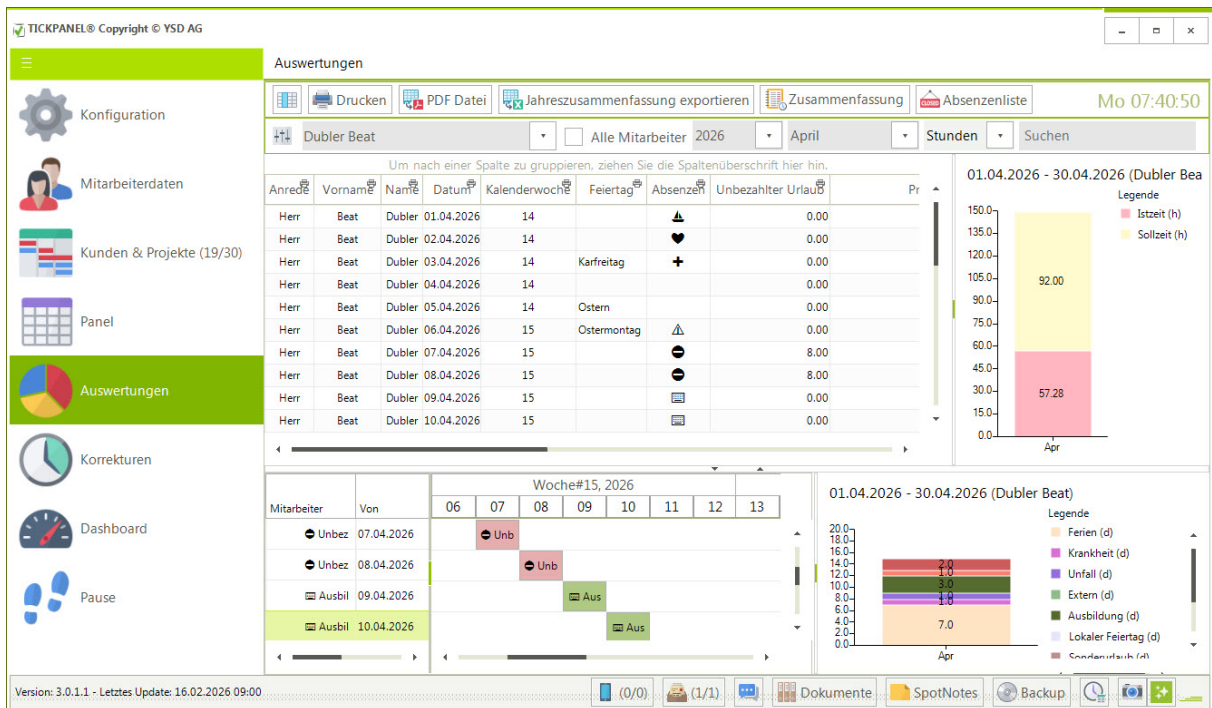 TICKPANEL® Copyright © YSD AG
Auswertungen
Konfiguration
Mitarbeiterdaten
Kunden & Projekte (19/30)
Panel
Auswertungen
Korrekturen
Dashboard
Pause
Drucken PDF Datei Jahreszusammenfassung exportieren Zusammenfassung CLOSED Absenzenliste Mo 07:40:50
Dubler Beat Alle Mitarbeiter 2026 April Stunden Suchen
Um nach einer Spalte zu gruppieren, ziehen Sie die Spaltenüberschrift hier hin.
Anrede Vorname Name Datum Kalenderwoche Feiertag Absenzen Unbezahlter Urlaub Pr
Herr Beat Dubler 01.04.2026 14 0.00
Herr Beat Dubler 02.04.2026 14 0.00
Herr Beat Dubler 03.04.2026 14 Karfreitag 0.00
Herr Beat Dubler 04.04.2026 14 0.00
Herr Beat Dubler 05.04.2026 14 Ostern 0.00
Herr Beat Dubler 06.04.2026 15 Ostermontag 0.00
Herr Beat Dubler 07.04.2026 15 8.00
Herr Beat Dubler 08.04.2026 15 8.00
Herr Beat Dubler 09.04.2026 15 0.00
Herr Beat Dubler 10.04.2026 15 0.00
01.04.2026 - 30.04.2026 (Dubler Bea
Legende
Istzeit (h)
Sollzeit (h)
150.0
135.0
120.0
105.0
90.0
75.0
60.0
45.0
30.0
15.0
0.0
92.00
57.28
Apr
Mitarbeiter Von
Woche#15, 2026
06 07 08 09 10 11 12 13
Unbez 07.04.2026 Unb
Unbez 08.04.2026 Unb
Ausbil 09.04.2026 Aus
Ausbil 10.04.2026 Aus
01.04.2026 - 30.04.2026 (Dubler Beat)
Legende
Ferien (d)
Krankheit (d)
Unfall (d)
Extern (d)
Ausbildung (d)
Lokaler Feiertag (d)
Sonderurlaub (d)
20.0
18.0
16.0
14.0
12.0
10.0
8.0
6.0
4.0
2.0
2.0
1.0
3.0
1.0
1.0
7.0
Apr
Version: 3.0.1.1 - Letztes Update: 16.02.2026 09:00
(0/0) (1/1) Dokumente SpotNotes Backup